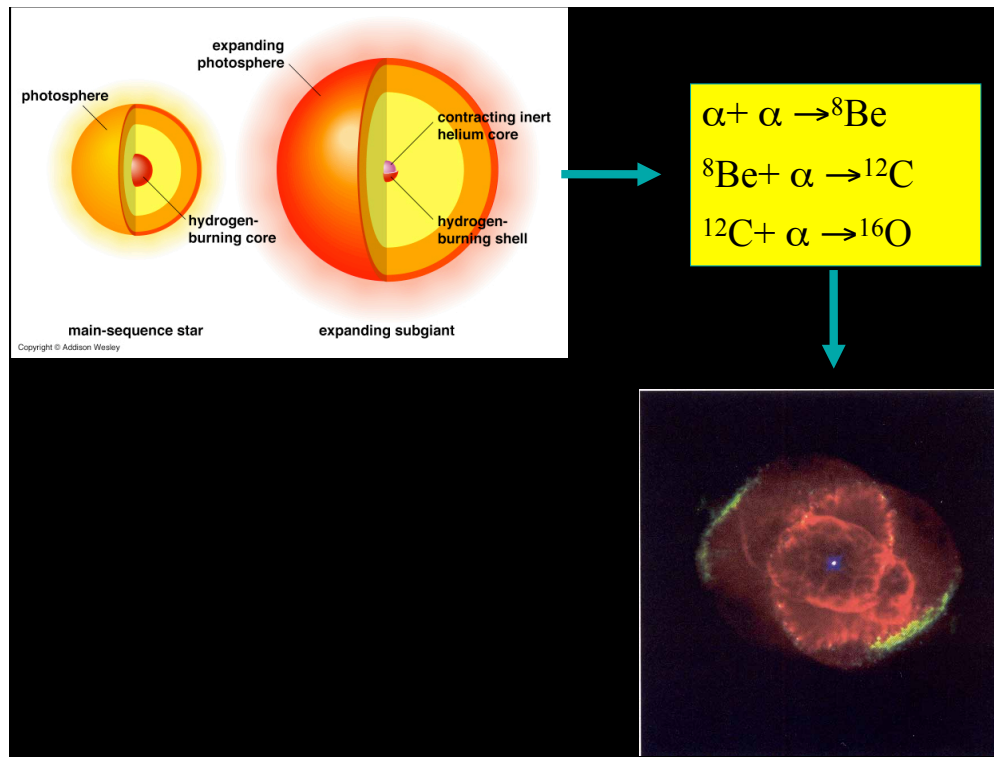 expanding
photosphere
photosphere
contracting inert
helium core
hydrogen-
burning core
hydrogen-
burning shell
main-sequence star
expanding subgiant
Copyright © Addison Wesley
α+ α →⁸Be
⁸Be+ α →¹²C
¹²C+ α →¹⁶O